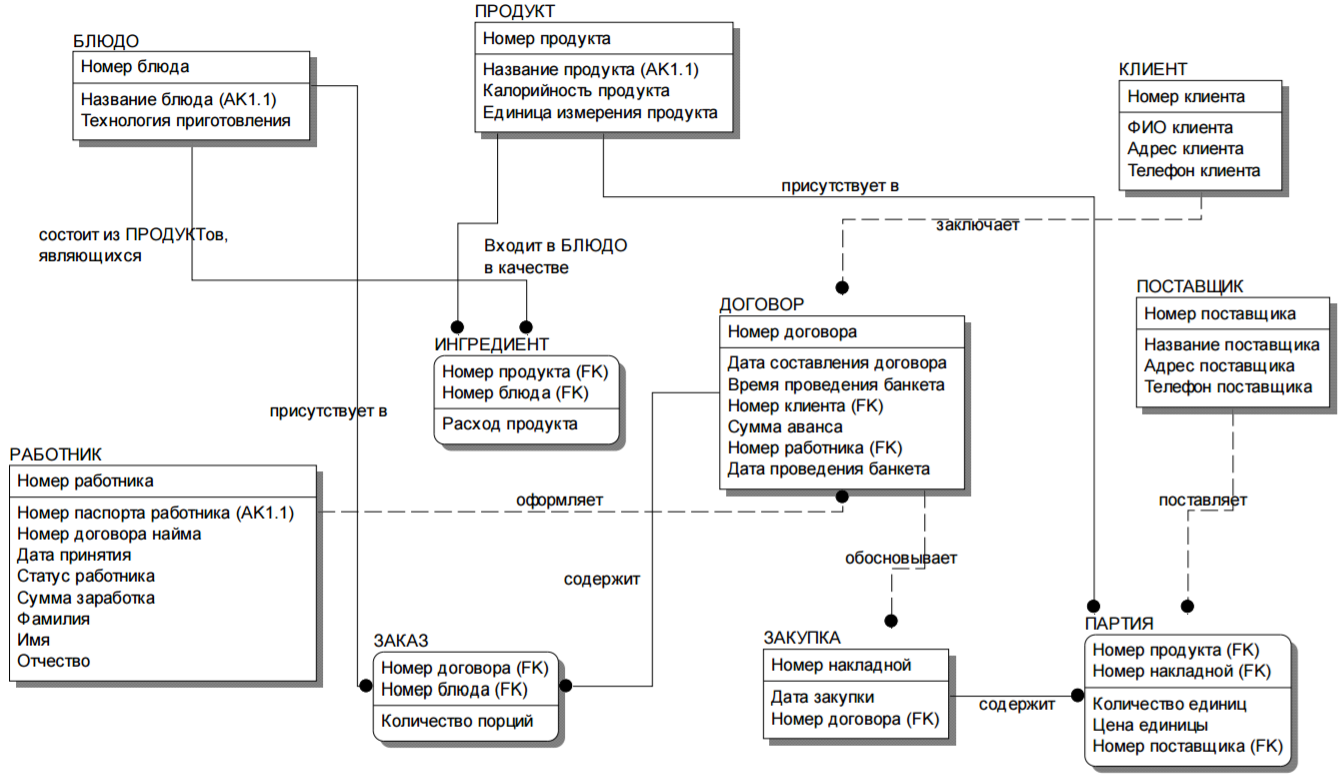 ПРОДУКТ
Номер продукта
Название продукта (АК1.1)
Калорийность продукта
Единица измерения продукта
БЛЮДО
Номер блюда
Название блюда (АК1.1)
Технология приготовления
КЛИЕНТ
Номер клиента
ФИО клиента
Адрес клиента
Телефон клиента
присутствует в
заключает
состоит из ПРОДУКТов,
являющихся
Входит в БЛЮДО
в качестве
ПОСТАВЩИК
Номер поставщика
Название поставщика
Адрес поставщика
Телефон поставщика
ДОГОВОР
Номер договора
Дата составления договора
Время проведения банкета
Номер клиента (FK)
Сумма аванса
Номер работника (FK)
Дата проведения банкета
ИНГРЕДИЕНТ
Номер продукта (FK)
Номер блюда (FK)
Расход продукта
присутствует в
РАБОТНИК
Номер работника
Номер паспорта работника (АК1.1)
Номер договора найма
Дата принятия
Статус работника
Сумма заработка
Фамилия
Имя
Отчество
оформляет
поставляет
обосновывает
содержит
ЗАКАЗ
Номер договора (FK)
Номер блюда (FK)
Количество порций
ЗАКУПКА
Номер накладной
Дата закупки
Номер договора (FK)
содержит
ПАРТИЯ
Номер продукта (FK)
Номер накладной (FK)
Количество единиц
Цена единицы
Номер поставщика (FK)